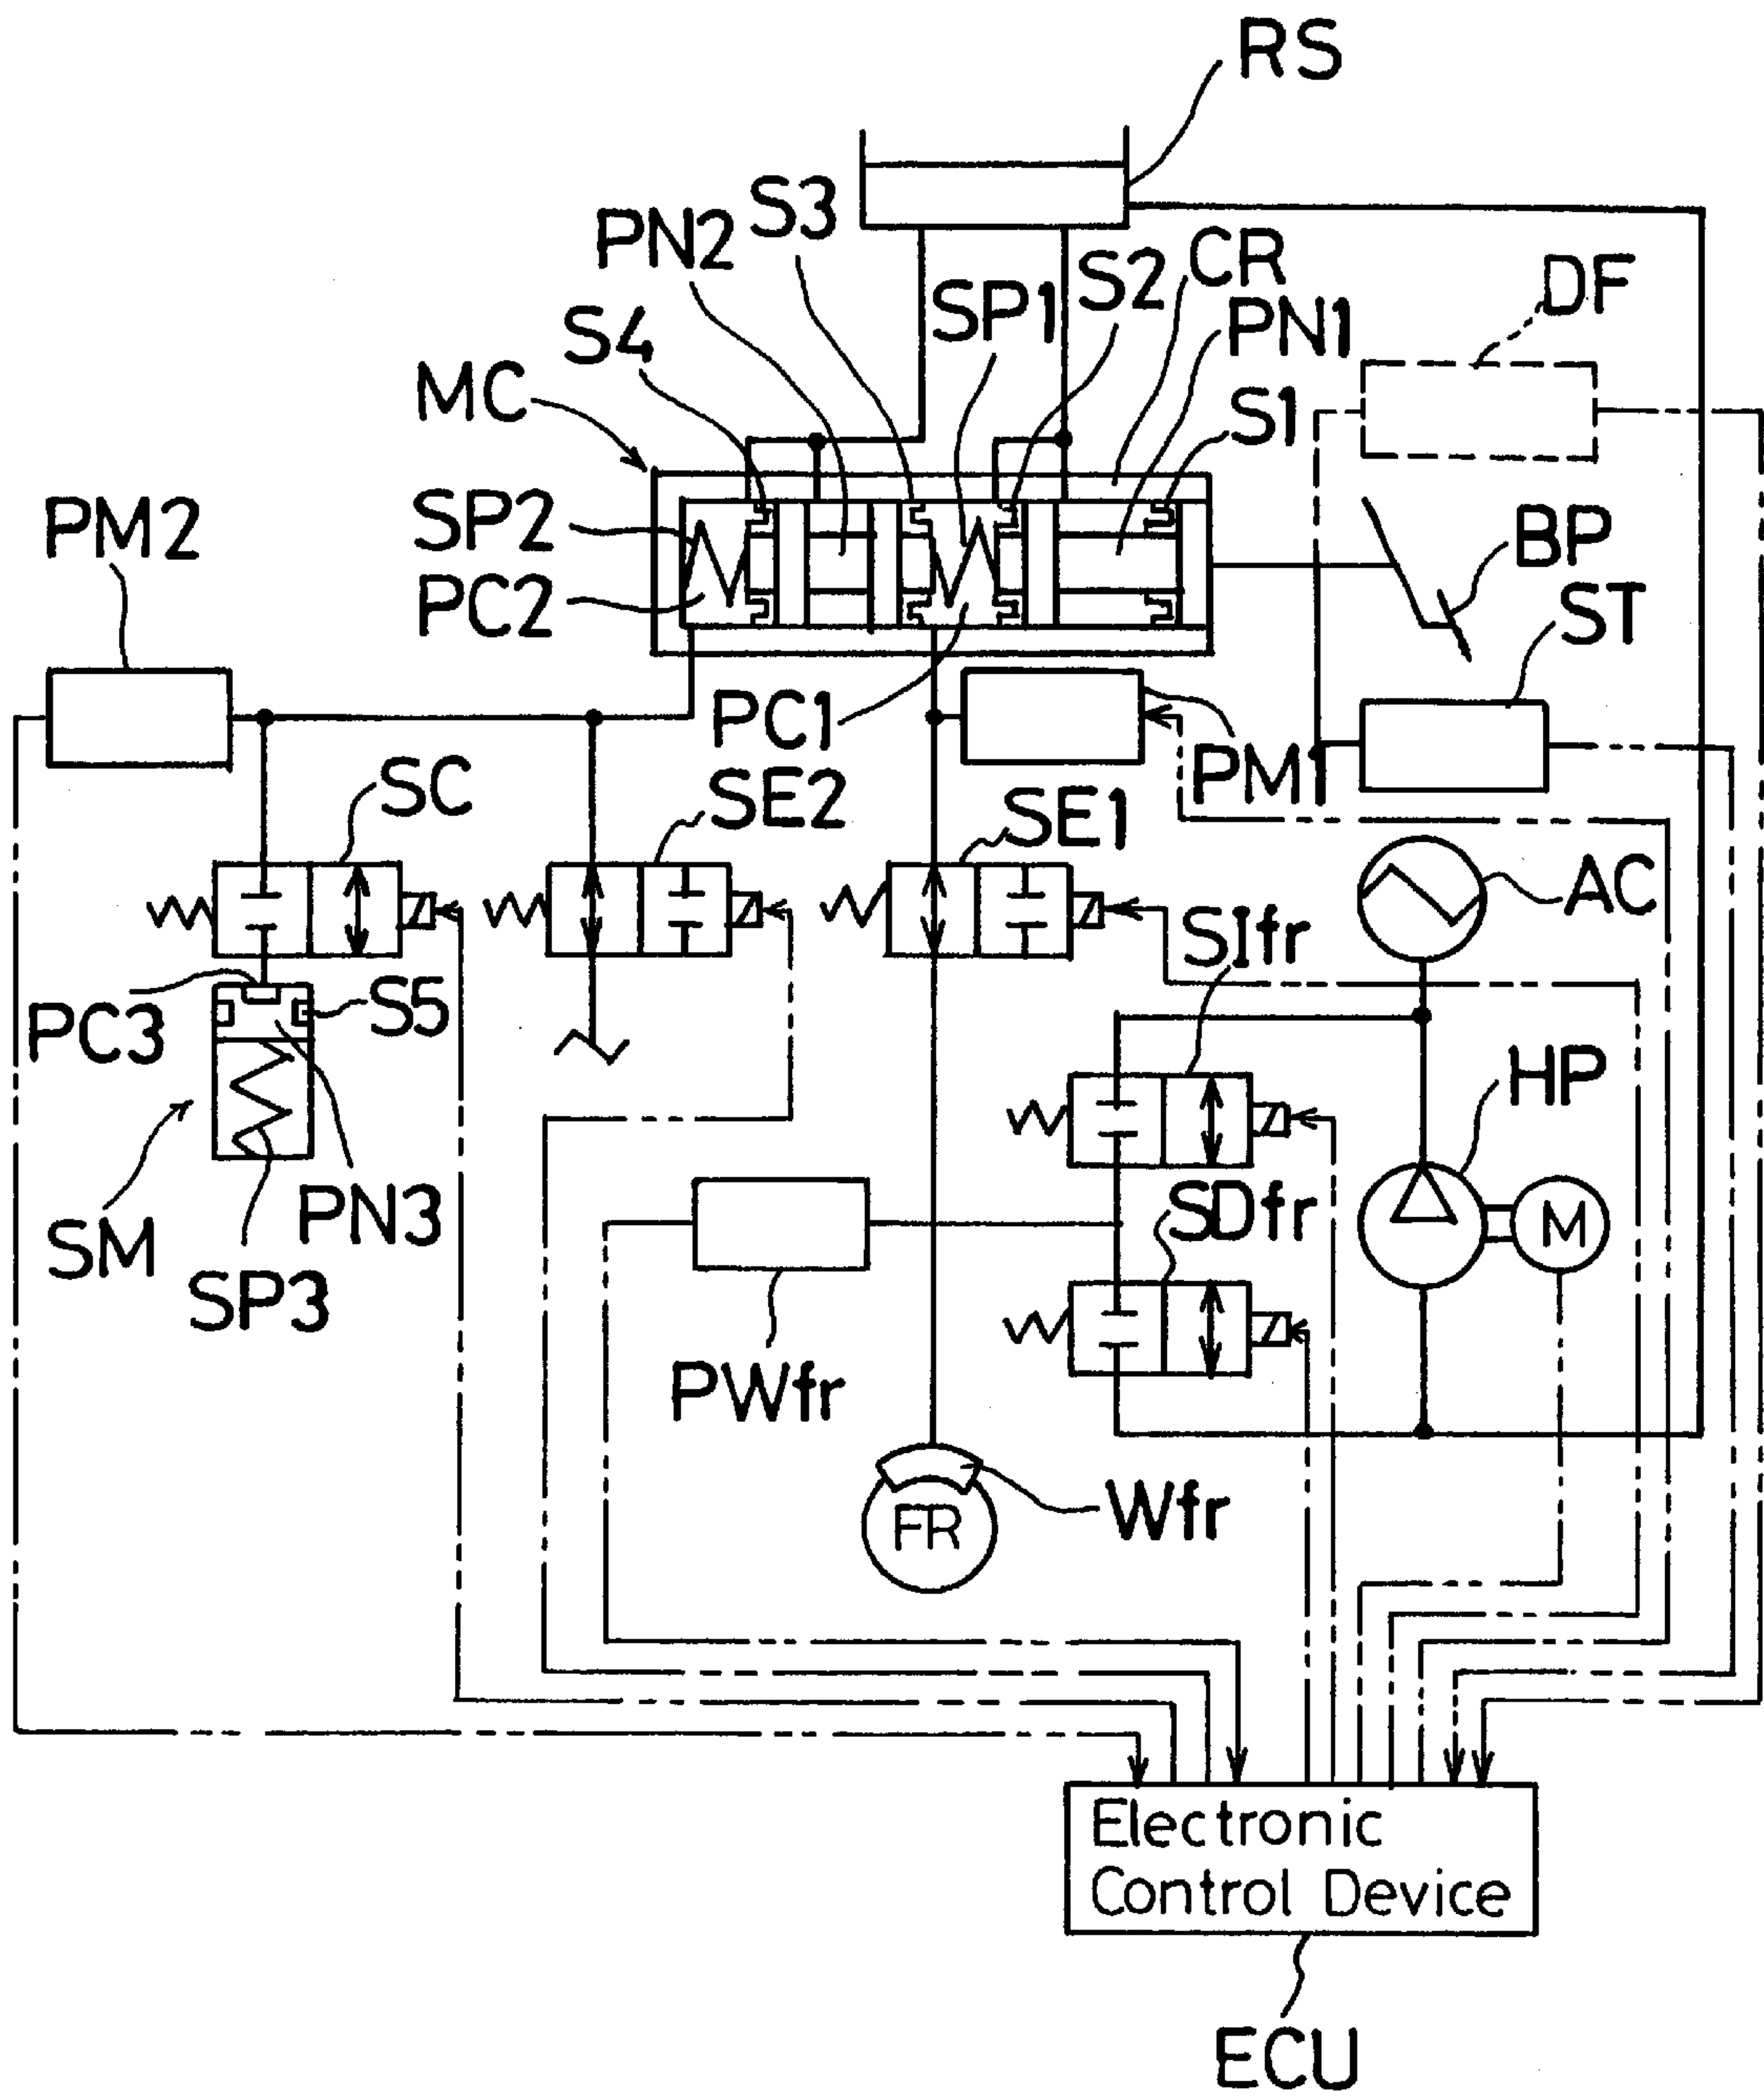 RS
S3
PN2
S2
CR
DF
SP1
PN1
S4
MC
S1
PM2
SP2
BP
PC2
ST
PC1
PM1
SC
SE2
SE1
AC
SIfr
PC3
S5
HP
PN3
SDfr
M
SM
SP3
PWfr
Wfr
FR
Electronic
Control Device
ECU